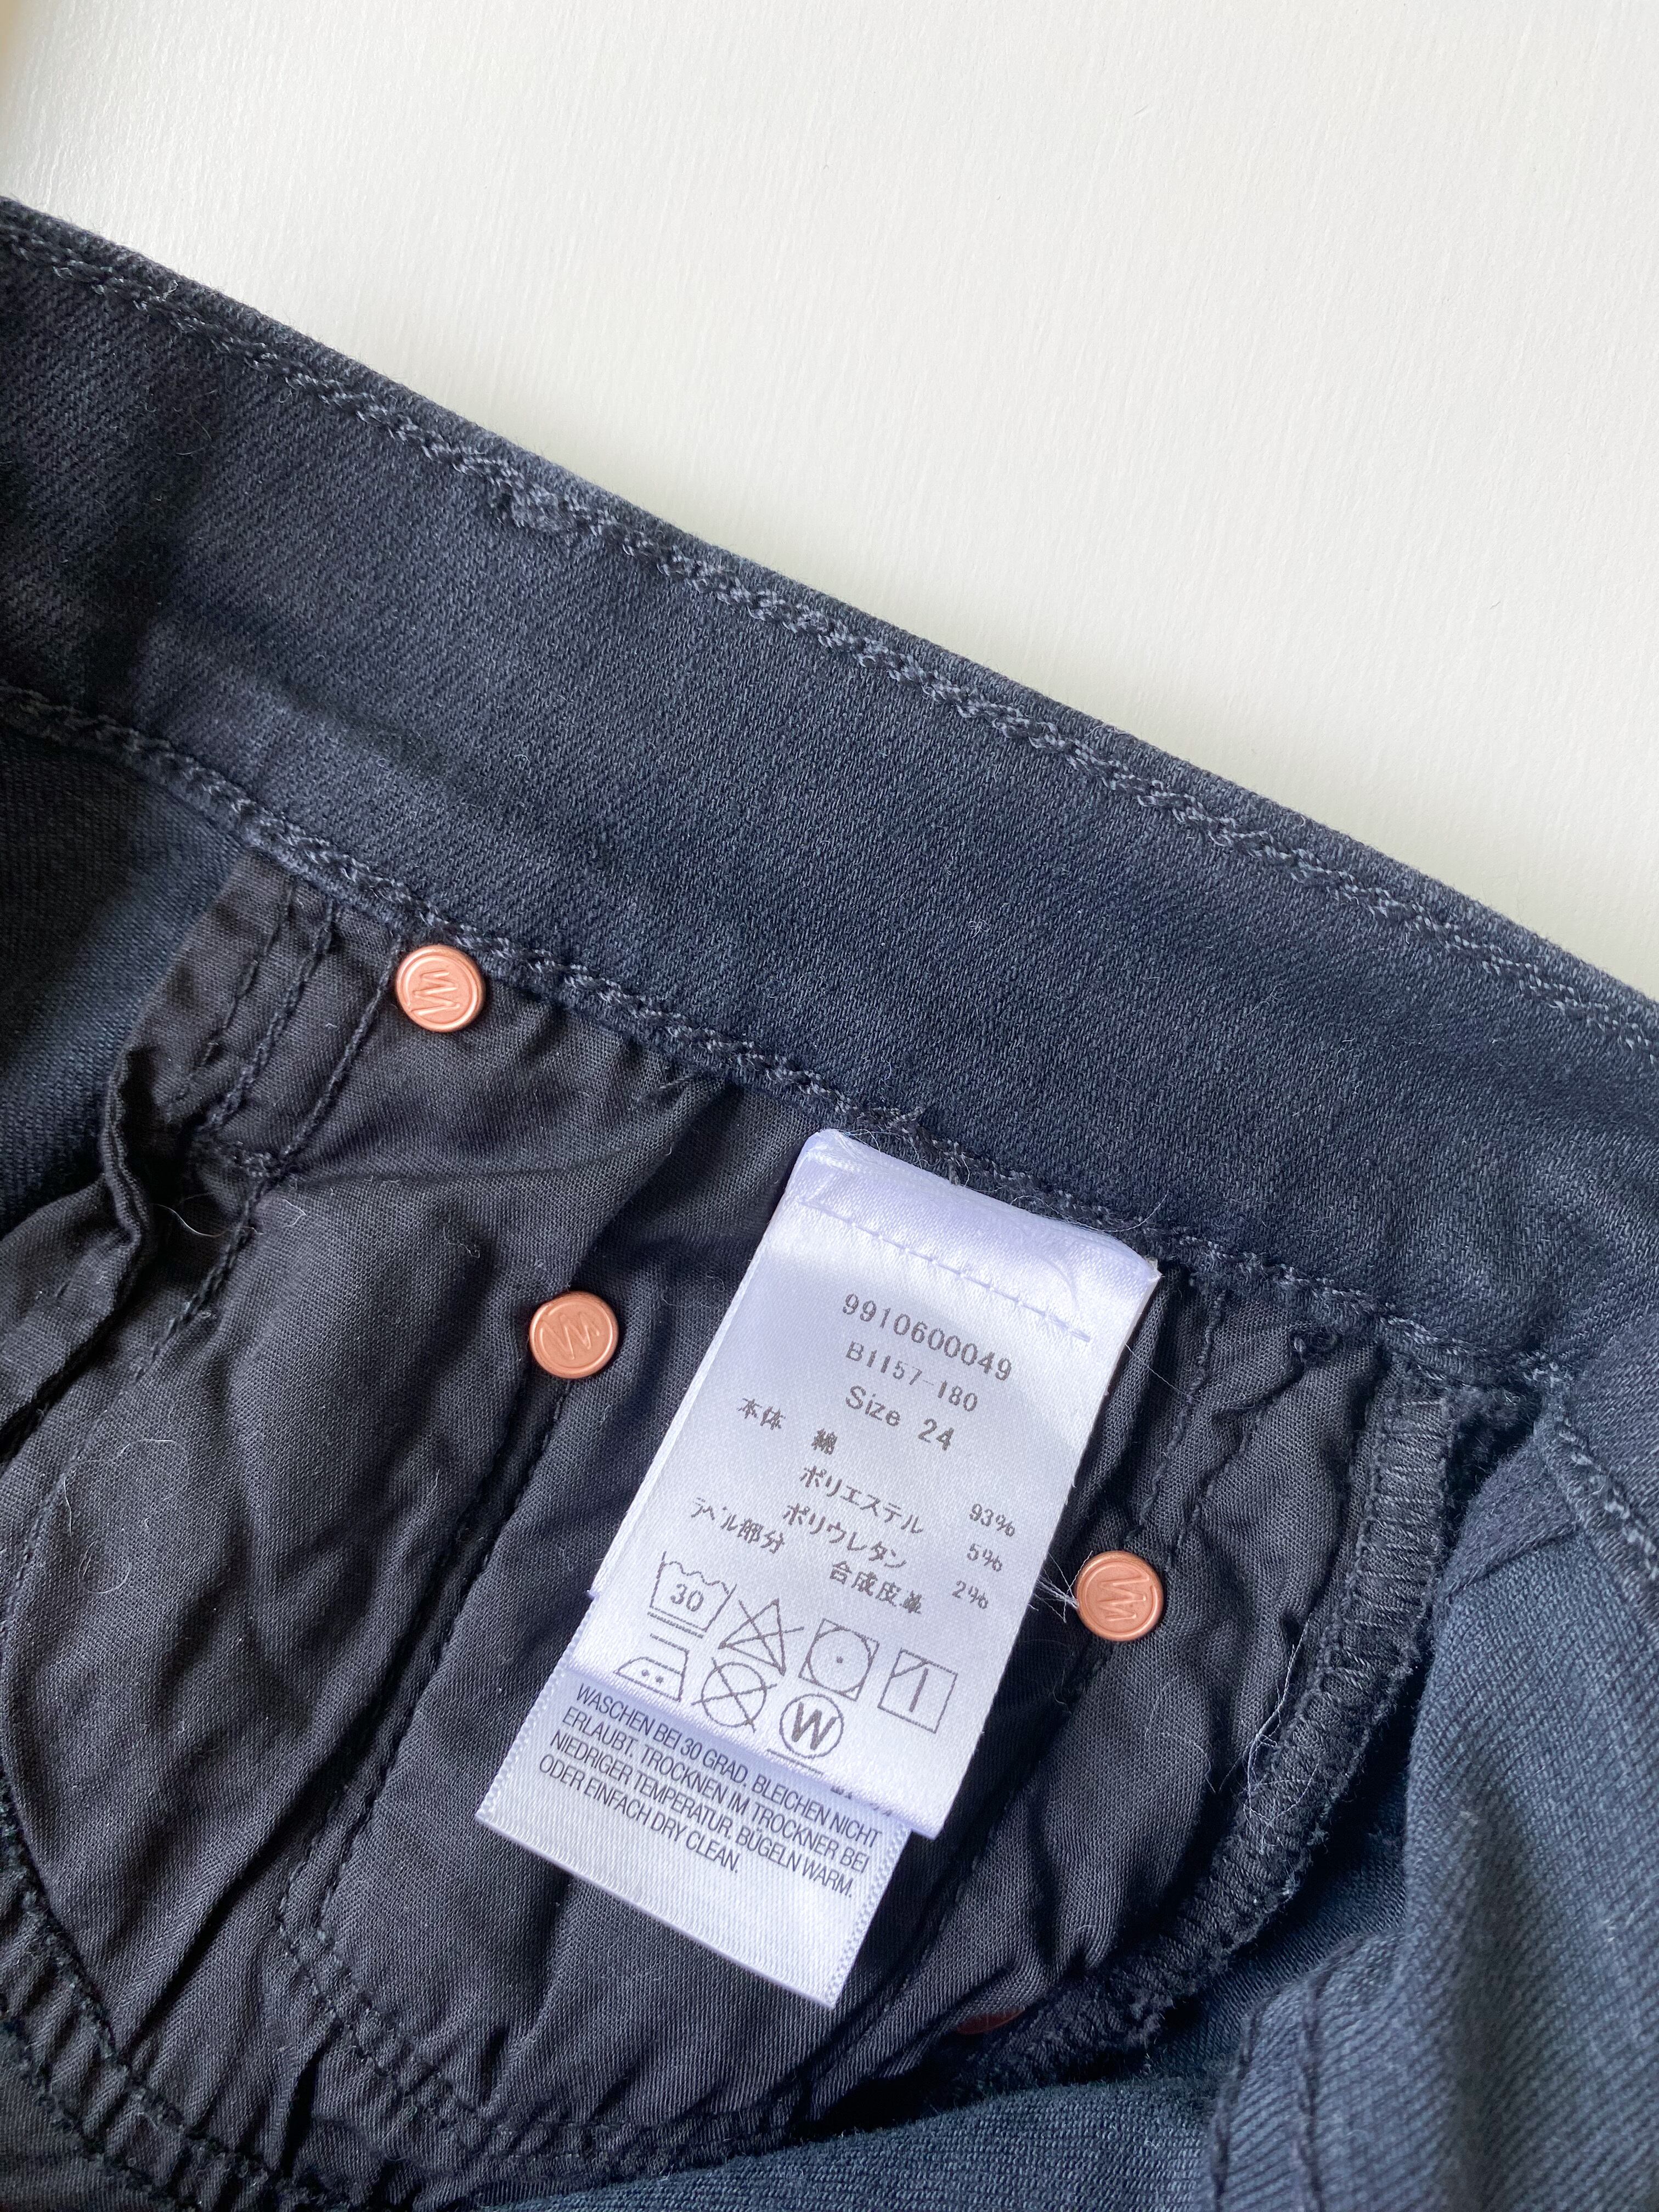 9910600049
B1157-180
Size 24
本体 綿 93%
ポリエステル 5%
ポリウレタン 2%
ラベル部分 合成皮革
30
W
WASCHEN BEI 30 GRAD. BLEICHEN NICHT
ERLAUBT. TROCKNEN IM TROCKNER BEI
NIEDRIGER TEMPERATUR. BÜGELN WARM.
ODER EINFACH DRY CLEAN.